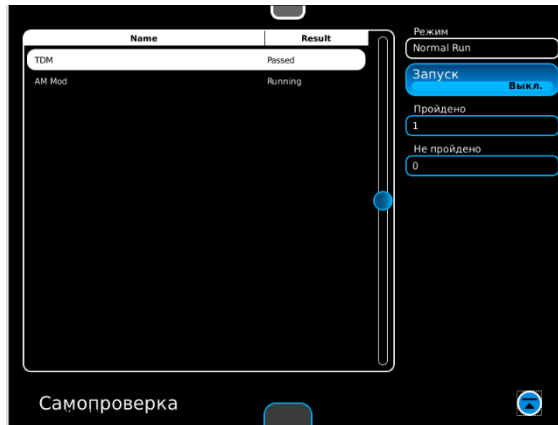 Name Result
TDM Passed
AM Mod Running
Режим
Normal Run
Запуск
Выкл.
Пройдено
1
Не пройдено
0
Самопроверка